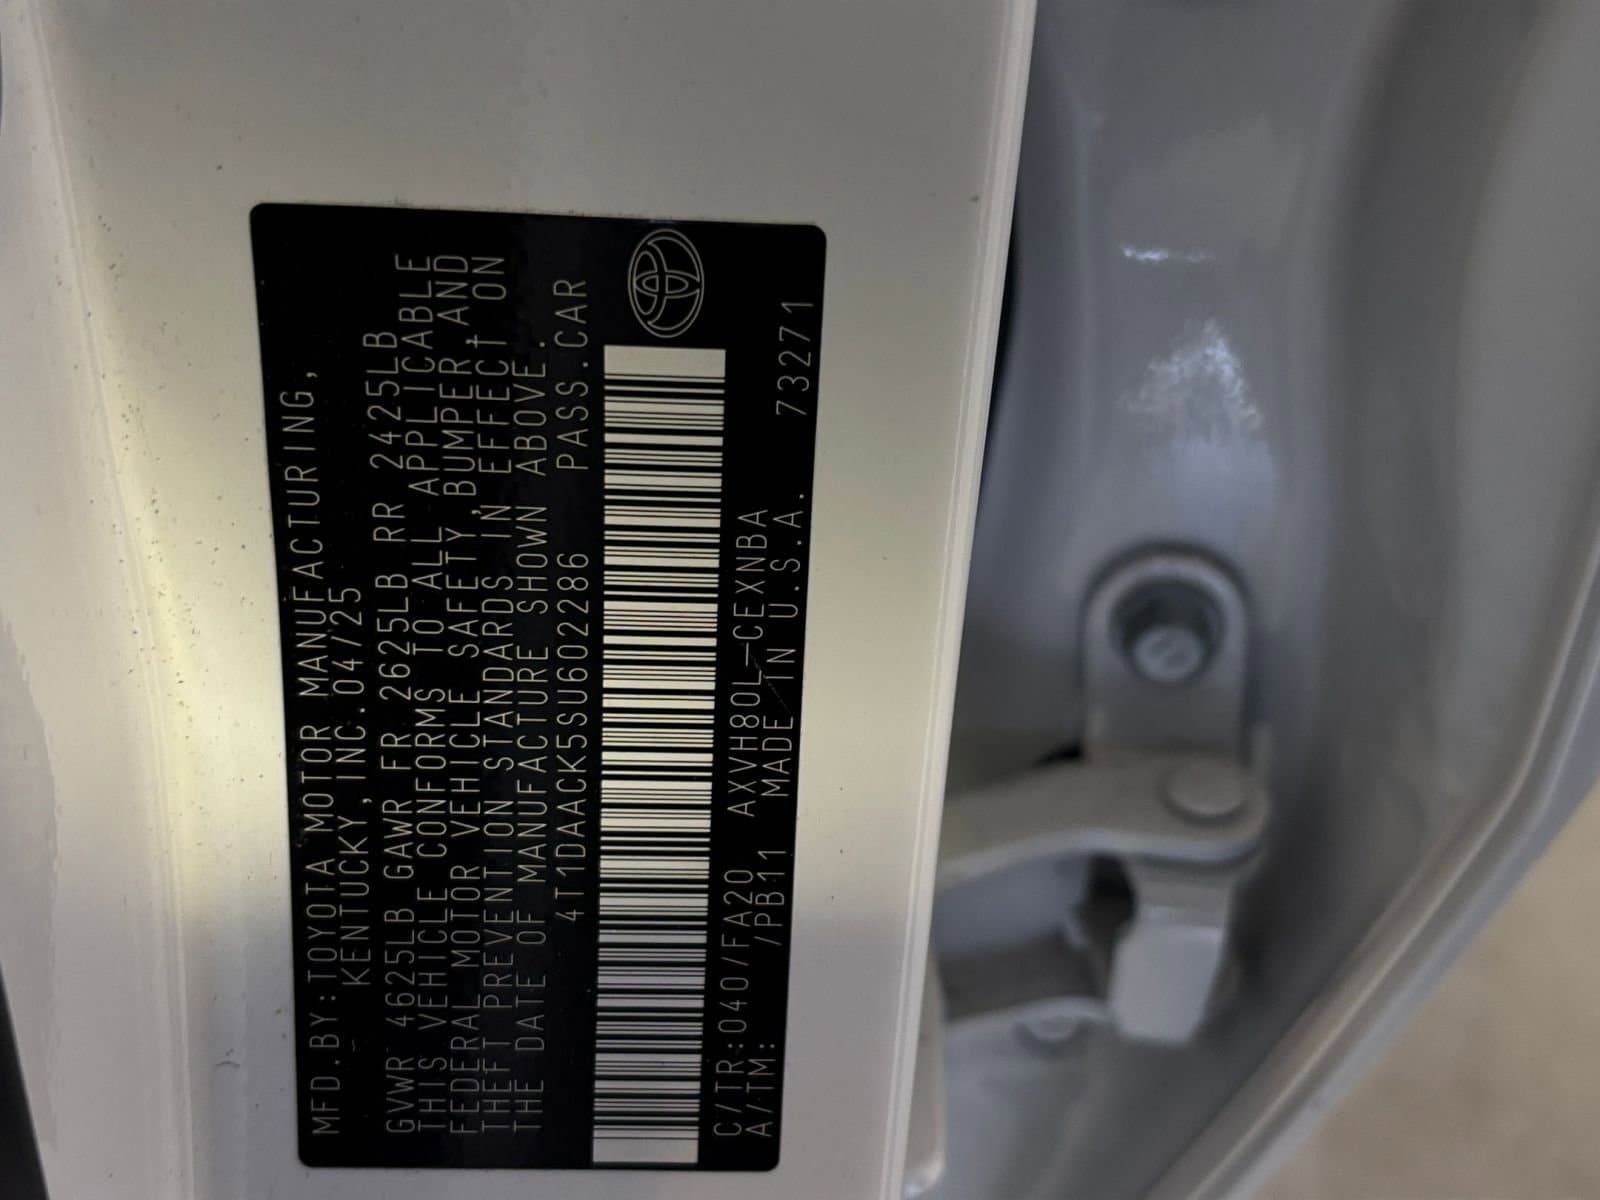 MFD.BY:TOYOTA MOTOR MANUFACTURING,
KENTUCKY,INC.04/25
GVWR 4625LB GAWR FR 2625LB RR 2425LB
THIS VEHICLE CONFORMS TO ALL APPLICABLE
FEDERAL MOTOR VEHICLE SAFETY,BUMPER,AND
THEFT PREVENTION STANDARDS IN EFFECT ON
THE DATE OF MANUFACTURE SHOWN ABOVE.
4T1DAACK5SU602286 PASS.CAR
C/TR:040/FA20 AXVH80L-CEXNBA 73271
A/TM: /PB11 MADE IN U.S.A.